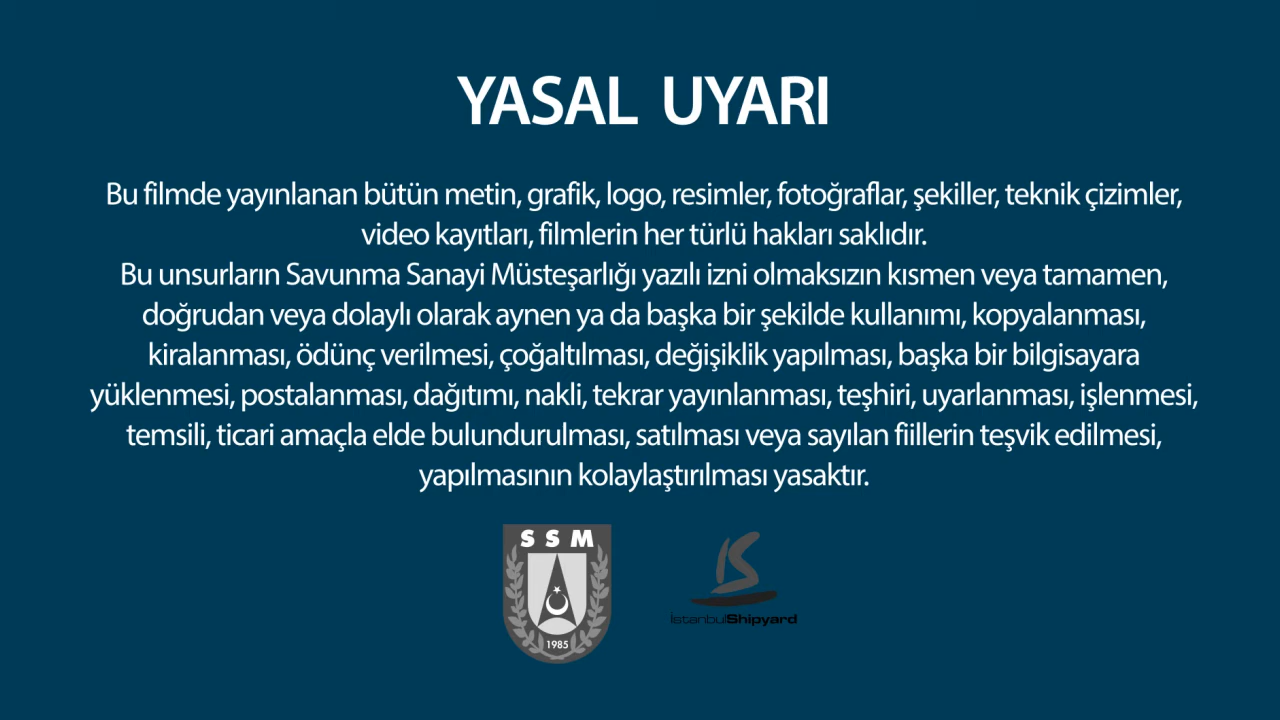 YASAL UYARI
Bu filmde yayınlanan bütün metin, grafik, logo, resimler, fotoğraflar, şekiller, teknik çizimler,
video kayıtları, filmlerin her türlü hakları saklıdır.
Bu unsurların Savunma Sanayi Müsteşarlığı yazılı izni olmaksızın kısmen veya tamamen,
doğrudan veya dolaylı olarak aynen ya da başka bir şekilde kullanımı, kopyalanması,
kiralanması, ödünç verilmesi, çoğaltılması, değişiklik yapılması, başka bir bilgisayara
yüklenmesi, postalanması, dağıtımı, nakli, tekrar yayınlanması, teşhiri, uyarlanması, işlenmesi,
temsili, ticari amaçla elde bulundurulması, satılması veya sayılan fiillerin teşvik edilmesi,
yapılmasının kolaylaştırılması yasaktır.
SSM
1985
IS
İstanbulShipyard